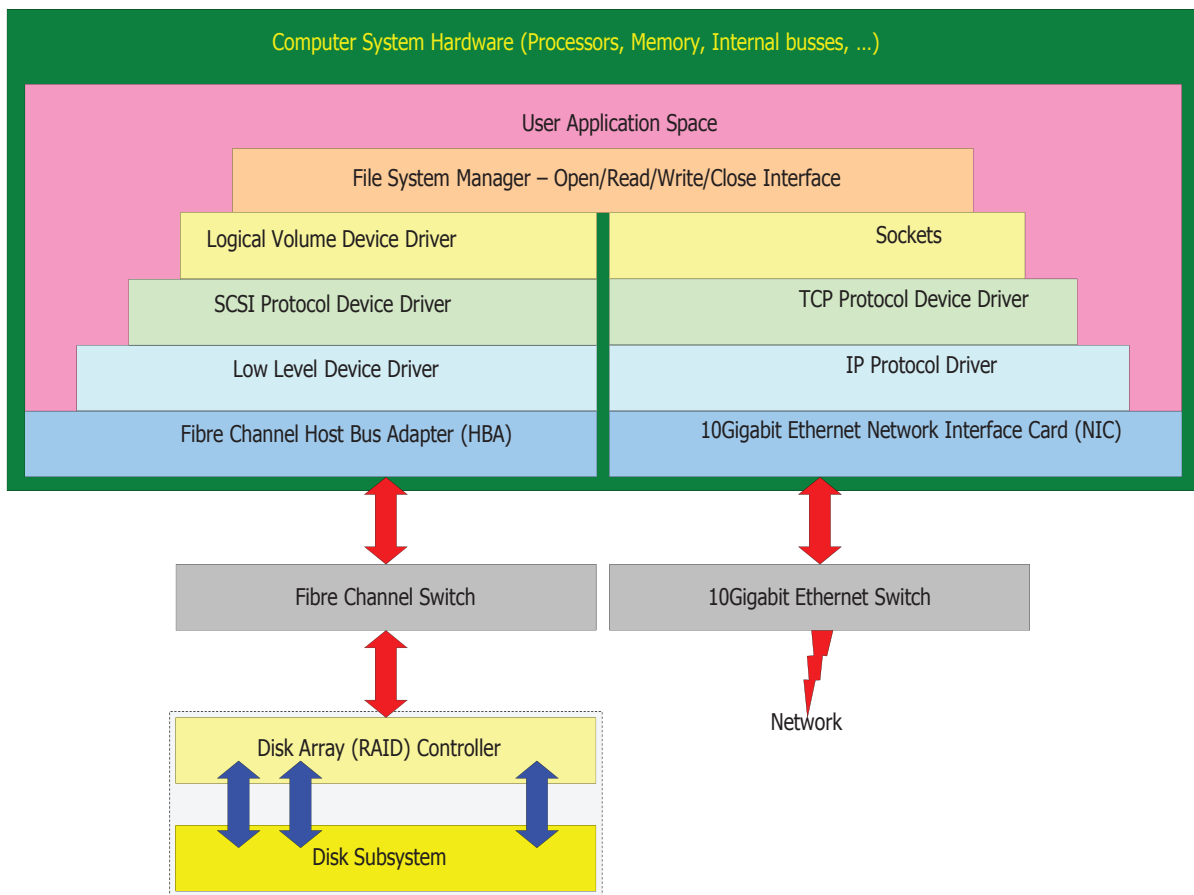 Computer System Hardware (Processors, Memory, Internal busses, ...)
User Application Space
File System Manager – Open/Read/Write/Close Interface
Logical Volume Device Driver
Sockets
SCSI Protocol Device Driver
TCP Protocol Device Driver
Low Level Device Driver
IP Protocol Driver
Fibre Channel Host Bus Adapter (HBA)
10Gigabit Ethernet Network Interface Card (NIC)
Fibre Channel Switch
10Gigabit Ethernet Switch
Network
Disk Array (RAID) Controller
Disk Subsystem